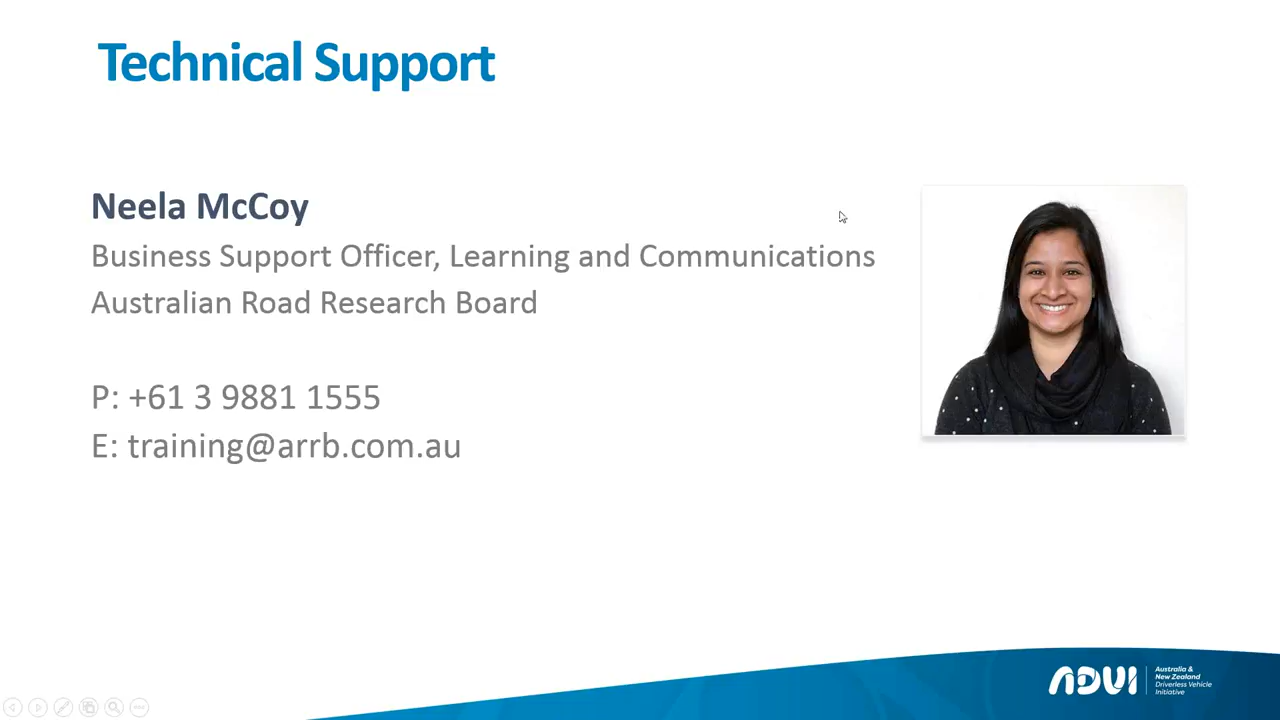 Technical Support
Neela McCoy
Business Support Officer, Learning and Communications
Australian Road Research Board
P: +61 3 9881 1555
E: training@arrb.com.au
ADVI
Australia &
New Zealand
Driverless Vehicle
Initiative